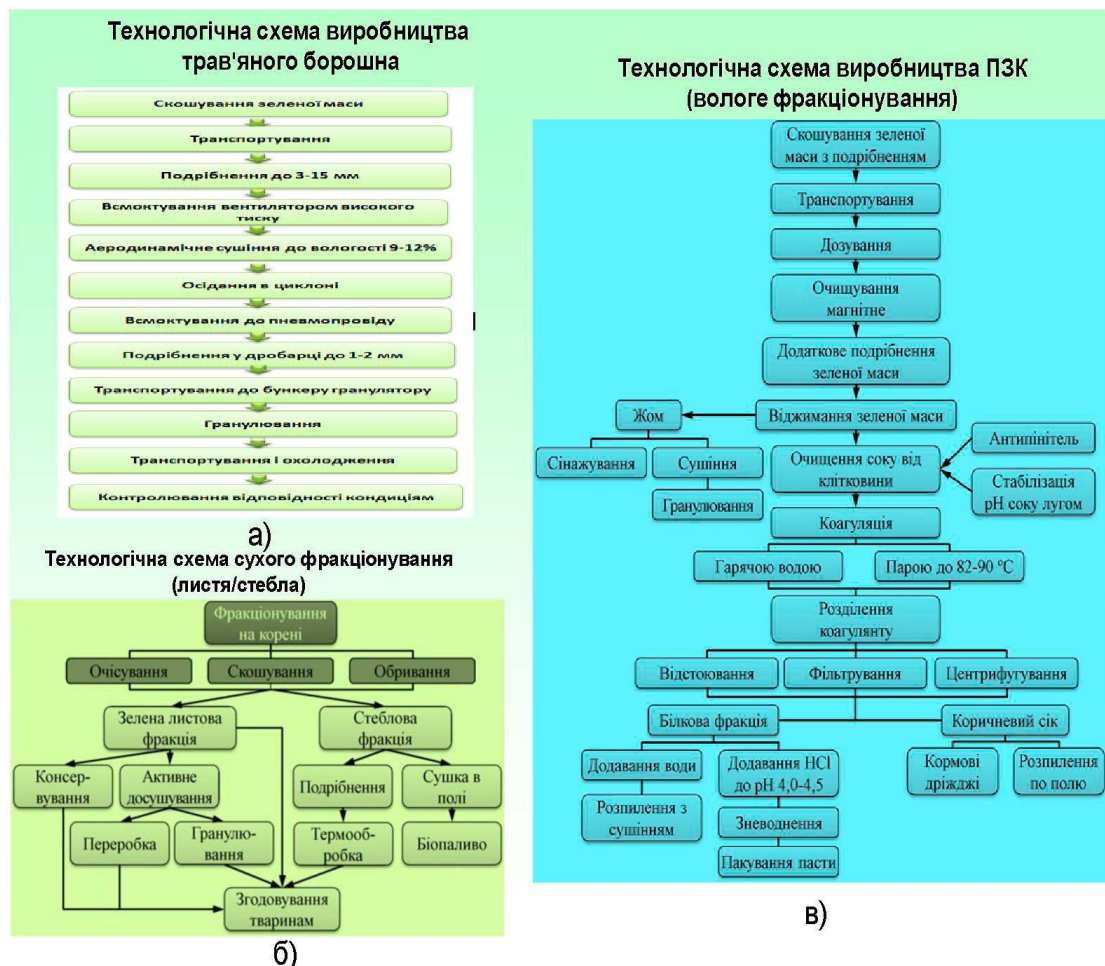 Технологічна схема виробництва
трав'яного борошна
Скошування зеленої маси
Транспортування
Подрібнення до 3-15 мм
Всмоктування вентилятором високого
тиску
Аеродинамічне сушіння до вологості 9-12%
Осідання в циклоні
Всмоктування до пневмопровіду
Подрібнення у дробарці до 1-2 мм
Транспортування до бункеру гранулятору
Гранулювання
Транспортування і охолодження
Контролювання відповідності кондиціям
а)
Технологічна схема сухого фракціонування
(листя/стебла)
Фракціонування
на корені
Очісування
Скошування
Обривання
Зелена листова
фракція
Стеблова
фракція
Консер-
вування
Активне
досушування
Подрібнення
Сушка в
полі
Переробка
Гранулю-
вання
Термооб-
робка
Біопаливо
Згодовування
тваринам
б)
Технологічна схема виробництва ПЗК
(вологе фракціонування)
Скошування зеленої
маси з подрібненням
Транспортування
Дозування
Очищування
магнітне
Додаткове подрібнення
зеленої маси
Жом
Віджимання зеленої маси
Антипінітель
Сінажування
Сушіння
Очищення соку від
клітковини
Стабілізація
pH соку лугом
Гранулювання
Коагуляція
Гарячою водою
Парою до 82-90 °C
Розділення
коагулянту
Відстоювання
Фільтрування
Центрифугування
Білкова фракція
Коричневий сік
Додавання води
Додавання HCl
до pH 4,0-4,5
Кормові
дріжджі
Розпилення
по полю
Розпилення з
сушінням
Зневоднення
Пакування пасти
в)